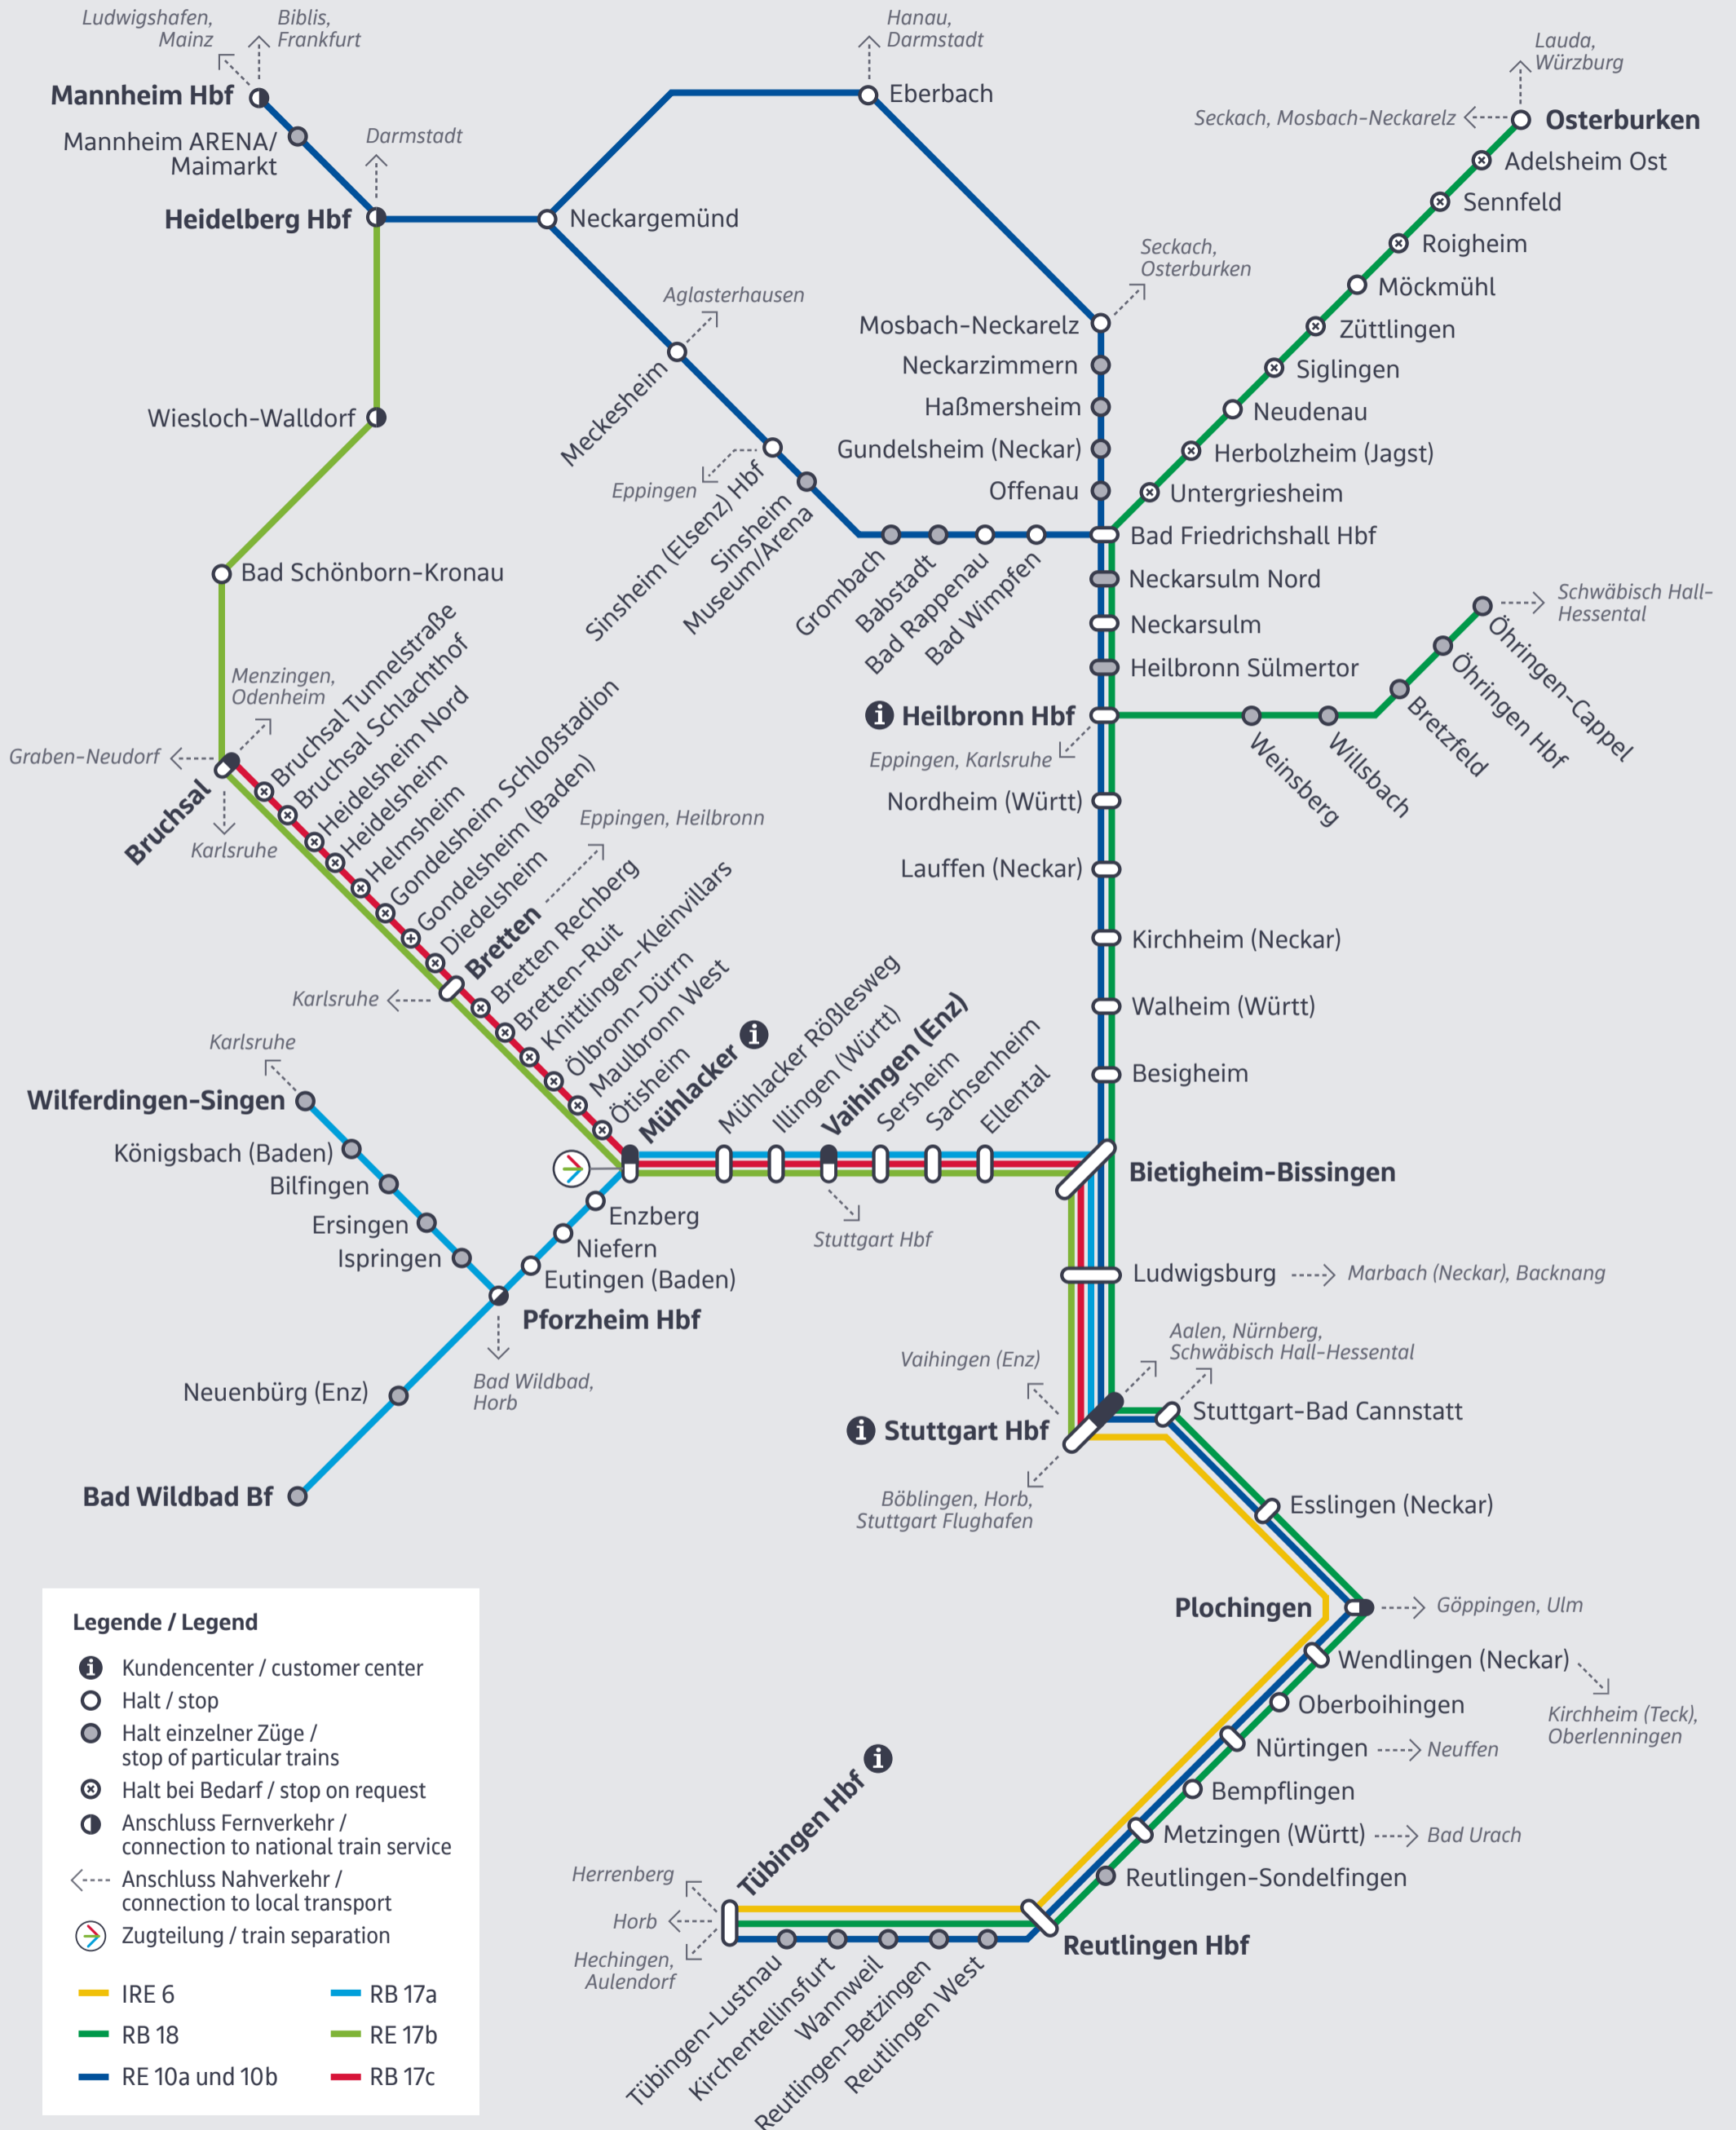 Ludwigshafen,
Mainz
Biblis,
Frankfurt
Hanau,
Darmstadt
Lauda,
Würzburg
Mannheim Hbf
Eberbach
Seckach, Mosbach-Neckarelz
Osterburken
Mannheim ARENA/
Maimarkt
Darmstadt
Adelsheim Ost
Heidelberg Hbf
Neckargemünd
Sennfeld
Roigheim
Seckach,
Osterburken
Möckmühl
Aglasterhausen
Mosbach-Neckarelz
Züttlingen
Meckesheim
Neckarzimmern
Siglingen
Wiesloch-Walldorf
Haßmersheim
Neudenau
Gundelsheim (Neckar)
Herbolzheim (Jagst)
Eppingen
Sinsheim (Elsenz) Hbf
Sinsheim
Museum/Arena
Offenau
Untergriesheim
Bad Friedrichshall Hbf
Grombach
Babstadt
Bad Rappenau
Bad Wimpfen
Bad Schönborn-Kronau
Neckarsulm Nord
Schwäbisch Hall-
Hessental
Neckarsulm
Öhringen-Cappel
Heilbronn Sülmertor
Öhringen Hbf
Menzingen,
Odenheim
Heilbronn Hbf
Bretzfeld
Willsbach
Weinsberg
Graben-Neudorf
Eppingen, Karlsruhe
Bruchsal
Karlsruhe
Bruchsal Tunnelstraße
Bruchsal Schlachthof
Heidelsheim Nord
Heidelsheim
Helmsheim
Gondelsheim Schloßstadion
Gondelsheim (Baden)
Diedelsheim
Bretten
Eppingen, Heilbronn
Nordheim (Württ)
Lauffen (Neckar)
Kirchheim (Neckar)
Karlsruhe
Bretten Rechberg
Bretten-Ruit
Knittlingen-Kleinvillars
Ölbronn-Dürrn
Maulbronn West
Ötisheim
Walheim (Württ)
Karlsruhe
Besigheim
Wilferdingen-Singen
Mühlacker
Mühlacker Rößlesweg
Illingen (Württ)
Vaihingen (Enz)
Sersheim
Sachsenheim
Ellental
Königsbach (Baden)
Bietigheim-Bissingen
Bilfingen
Enzberg
Ersingen
Niefern
Stuttgart Hbf
Ispringen
Eutingen (Baden)
Ludwigsburg
Marbach (Neckar), Backnang
Pforzheim Hbf
Aalen, Nürnberg,
Schwäbisch Hall-Hessental
Vaihingen (Enz)
Bad Wildbad,
Horb
Neuenbürg (Enz)
Stuttgart-Bad Cannstatt
Stuttgart Hbf
Bad Wildbad Bf
Böblingen, Horb,
Stuttgart Flughafen
Esslingen (Neckar)
Plochingen
Göppingen, Ulm
Wendlingen (Neckar)
Oberboihingen
Kirchheim (Teck),
Oberlenningen
Nürtingen
Neuffen
Bempflingen
Metzingen (Württ)
Bad Urach
Tübingen Hbf
Reutlingen-Sondelfingen
Herrenberg
Horb
Hechingen,
Aulendorf
Reutlingen Hbf
Tübingen-Lustnau
Kirchentellinsfurt
Wannweil
Reutlingen-Betzingen
Reutlingen West
Legende / Legend
Kundencenter / customer center
Halt / stop
Halt einzelner Züge /
stop of particular trains
Halt bei Bedarf / stop on request
Anschluss Fernverkehr /
connection to national train service
Anschluss Nahverkehr /
connection to local transport
Zugteilung / train separation
IRE 6
RB 17a
RB 18
RE 17b
RE 10a und 10b
RB 17c